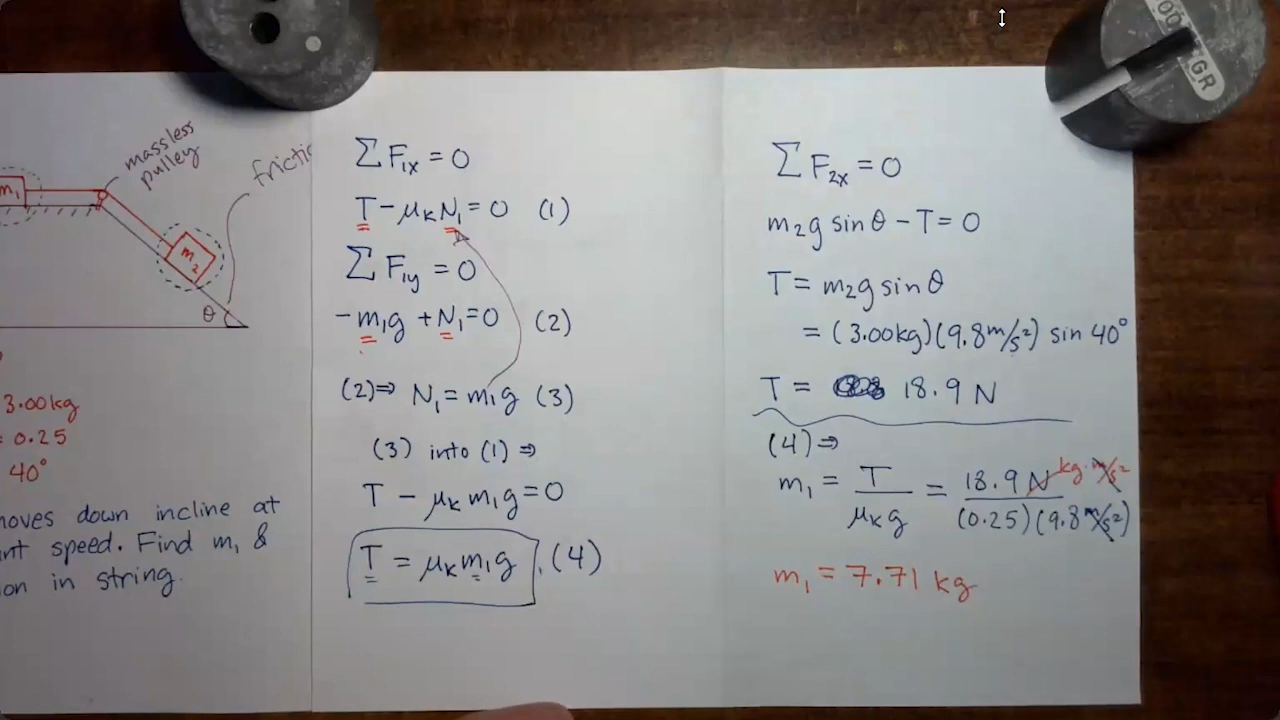 m₁
massless
pulley
frictio
m₂
θ
3.00kg
= 0.25
40°
moves down incline at
nt speed. Find m₁ &
on in string.
ΣF₁ₓ = 0
T - μₖN₁ = 0 (1)
ΣF₁y = 0
-m₁g + N₁ = 0 (2)
(2)⇒ N₁ = m₁g (3)
(3) into (1) ⇒
T - μₖm₁g = 0
T = μₖm₁g . (4)
ΣF₂ₓ = 0
m₂g sinθ - T = 0
T = m₂g sinθ
= (3.00kg)(9.8m/s²) sin 40°
T = 18.9 N
(4) ⇒
m₁ = T/μₖg = 18.9 N kg·m/s²/(0.25)(9.8m/s²)
m₁ = 7.71 kg